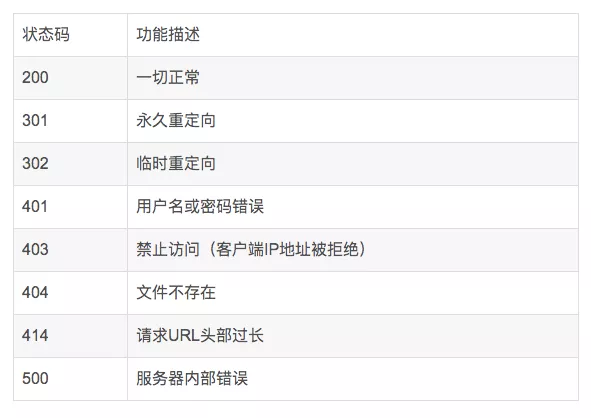 状态码 功能描述
200 一切正常
301 永久重定向
302 临时重定向
401 用户名或密码错误
403 禁止访问（客户端IP地址被拒绝）
404 文件不存在
414 请求URL头部过长
500 服务器内部错误